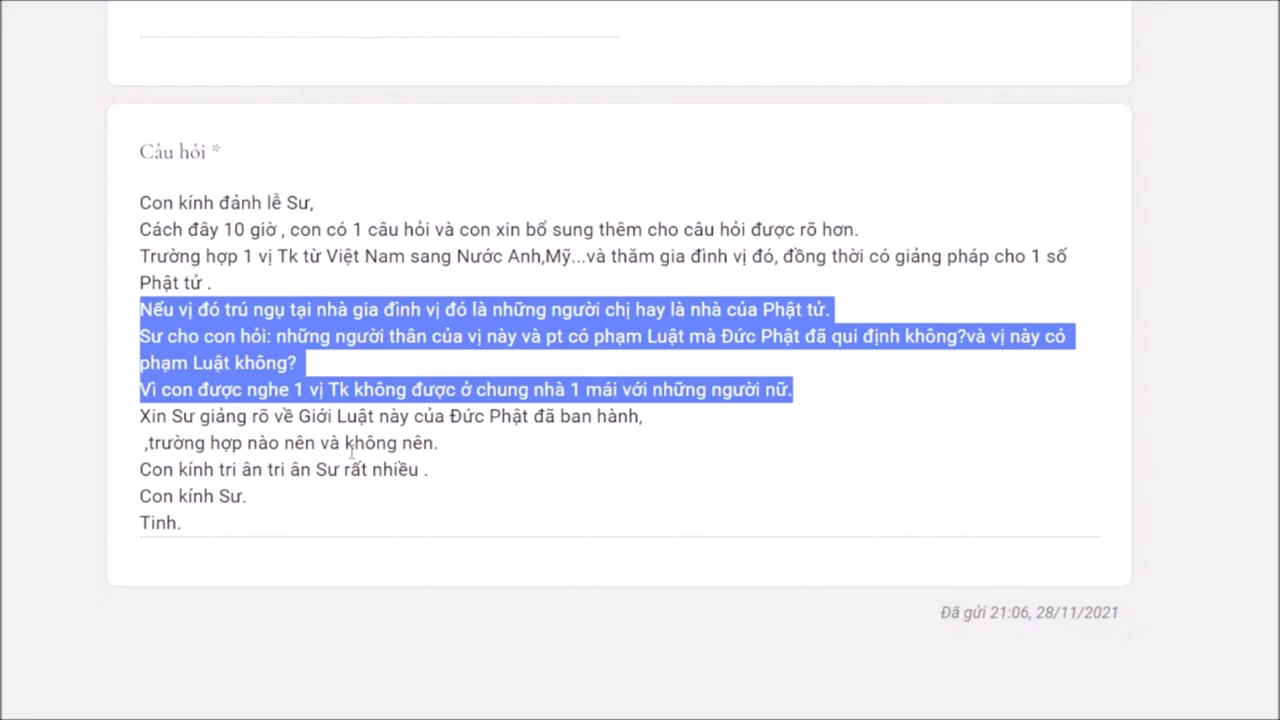 Câu hỏi *
Con kính đảnh lễ Sư,
Cách đây 10 giờ , con có 1 câu hỏi và con xin bổ sung thêm cho câu hỏi được rõ hơn.
Trường hợp 1 vị Tk từ Việt Nam sang Nước Anh,Mỹ...và thăm gia đình vị đó, đồng thời có giảng pháp cho 1 số
Phật tử .
Nếu vị đó trú ngụ tại nhà gia đình vị đó là những người chị hay là nhà của Phật tử.
Sư cho con hỏi: những người thân của vị này và pt có phạm Luật mà Đức Phật đã qui định không?và vị này có
phạm Luật không?
Vì con được nghe 1 vị Tk không được ở chung nhà 1 mái với những người nữ.
Xin Sư giảng rõ về Giới Luật này của Đức Phật đã ban hành,
,trường hợp nào nên và không nên.
Con kính tri ân tri ân Sư rất nhiều .
Con kính Sư.
Tinh.
Đã gửi 21:06, 28/11/2021